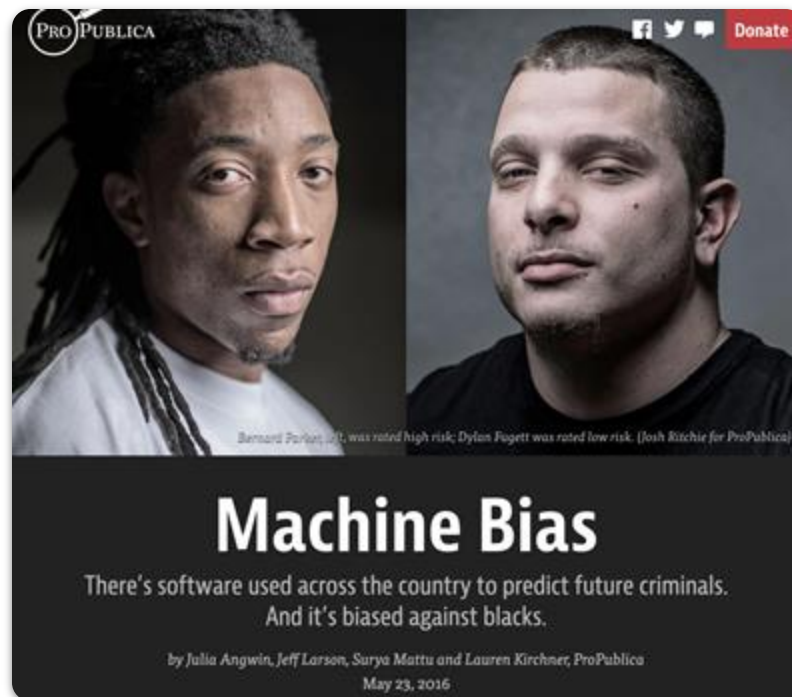 PROPUBLICA
Donate
Bernard Parker, left, was rated high risk; Dylan Fugett was rated low risk. (Josh Ritchie for ProPublica)
Machine Bias
There's software used across the country to predict future criminals.
And it's biased against blacks.
by Julia Angwin, Jeff Larson, Surya Mattu and Lauren Kirchner, ProPublica
May 23, 2016